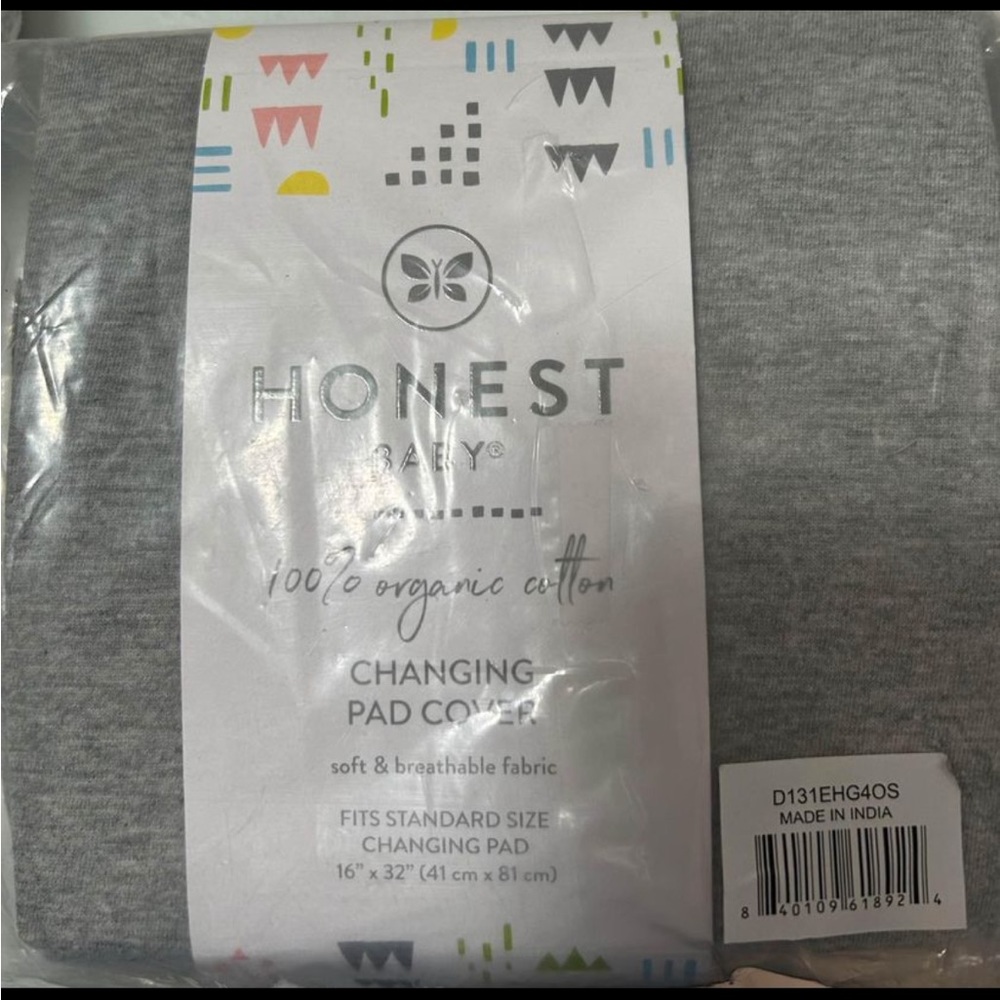 HONEST
BABY®
100% organic cotton
CHANGING
PAD COVER
soft & breathable fabric
FITS STANDARD SIZE
CHANGING PAD
16" x 32" (41 cm x 81 cm)
D131EHG4OS
MADE IN INDIA
8 40109 61892 4